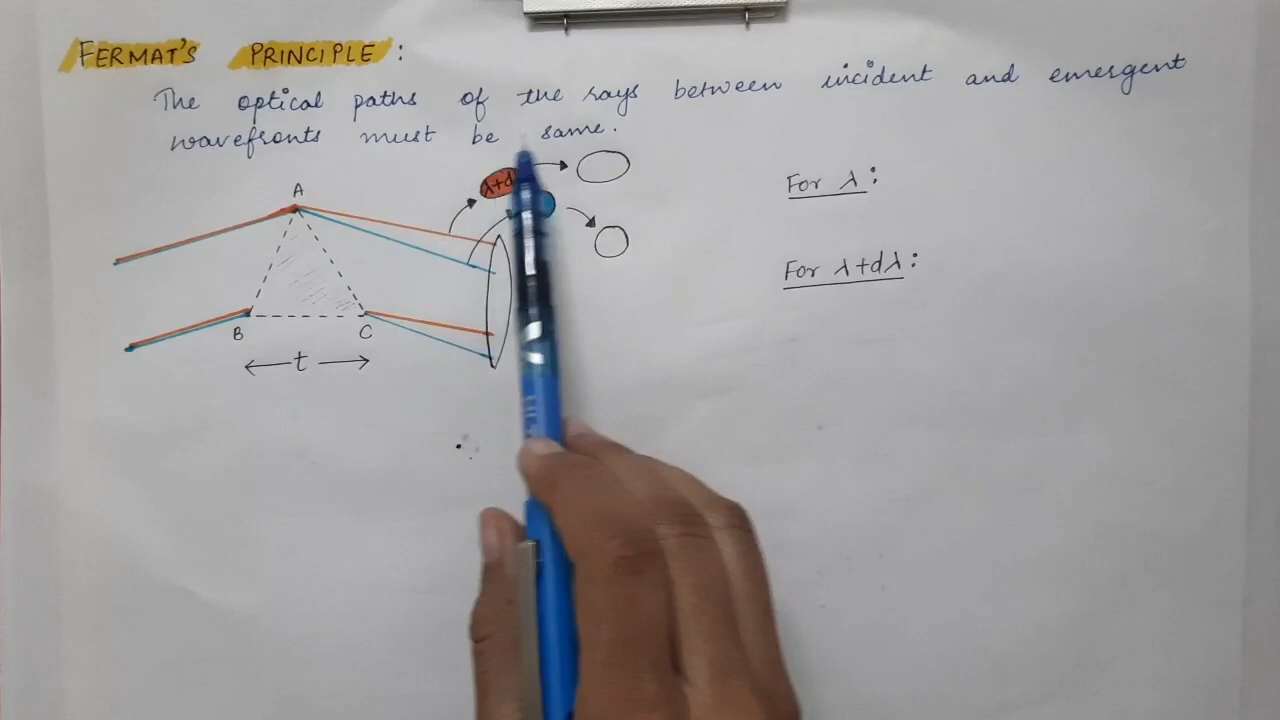 FERMAT'S PRINCIPLE :
The optical paths of the rays between incident and emergent
wavefronts must be same.
λ+d
For λ :
A
For λ+dλ :
B
C
t